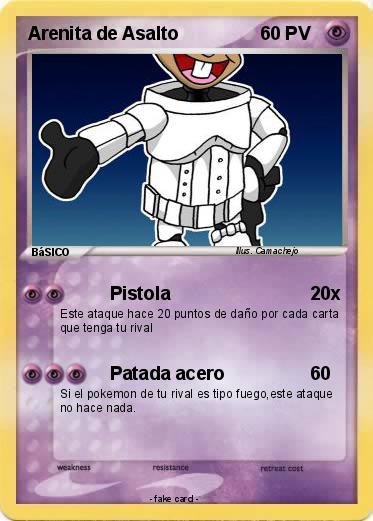 Arenita de Asalto 60 PV
BáSICO Ilus. Camachejo
Pistola 20x
Este ataque hace 20 puntos de daño por cada carta
que tenga tu rival
Patada acero 60
Si el pokemon de tu rival es tipo fuego,este ataque
no hace nada.
weakness resistance retreat cost
- fake card -